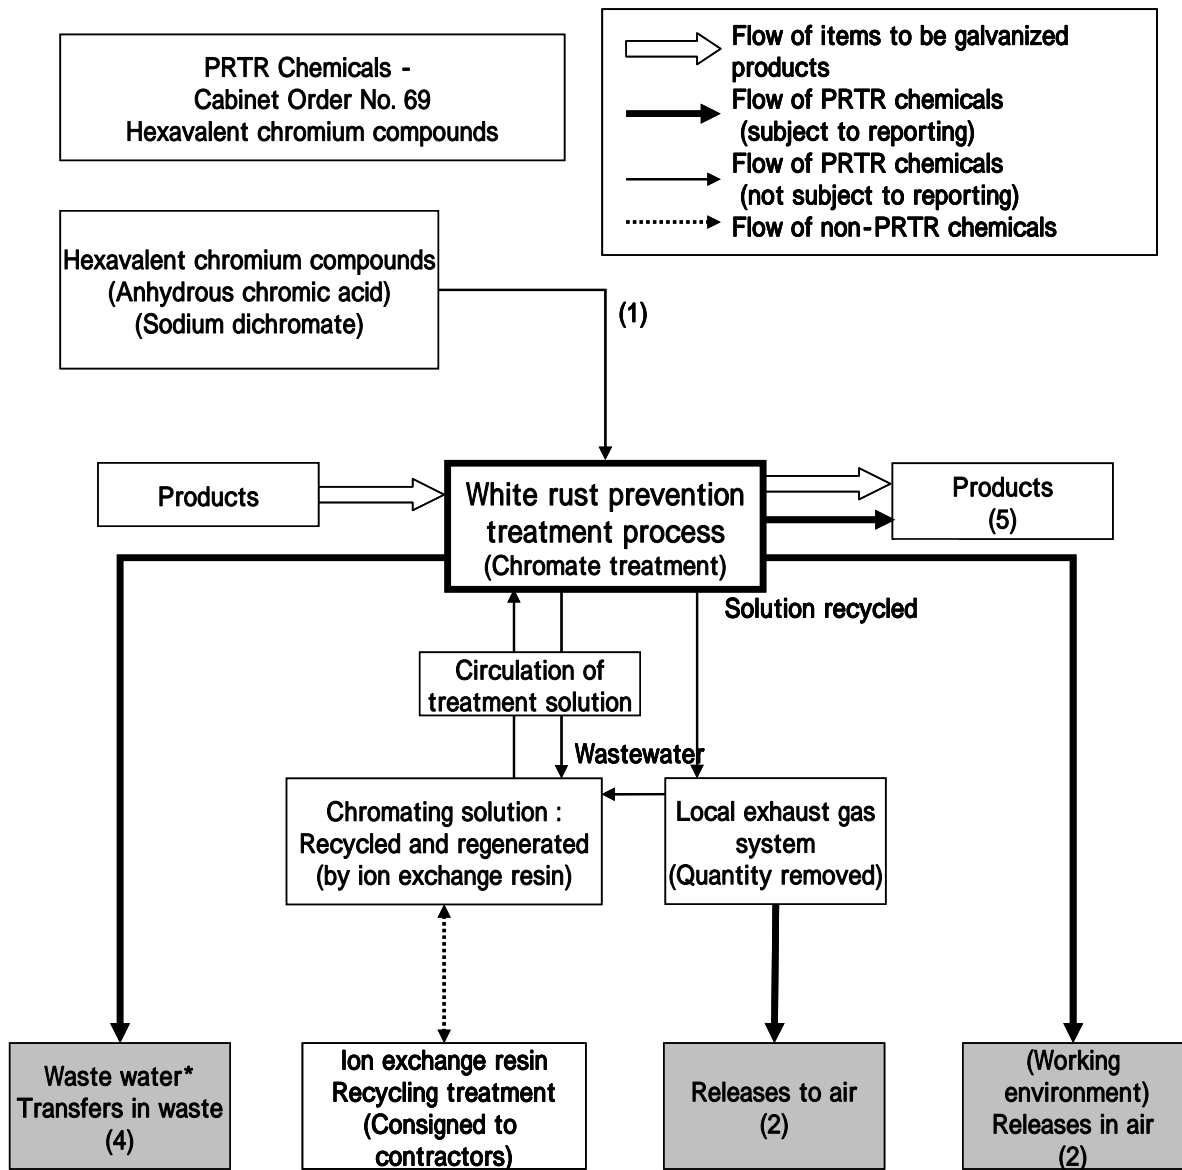 PRTR Chemicals -
Cabinet Order No. 69
Hexavalent chromium compounds
Flow of items to be galvanized
products
Flow of PRTR chemicals
(subject to reporting)
Flow of PRTR chemicals
(not subject to reporting)
Flow of non-PRTR chemicals
Hexavalent chromium compounds
(Anhydrous chromic acid)
(Sodium dichromate)
(1)
Products
White rust prevention
treatment process
(Chromate treatment)
Products
(5)
Solution recycled
Circulation of
treatment solution
Wastewater
Chromating solution :
Recycled and regenerated
(by ion exchange resin)
Local exhaust gas
system
(Quantity removed)
Waste water*
Transfers in waste
(4)
Ion exchange resin
Recycling treatment
(Consigned to
contractors)
Releases to air
(2)
(Working
environment)
Releases in air
(2)